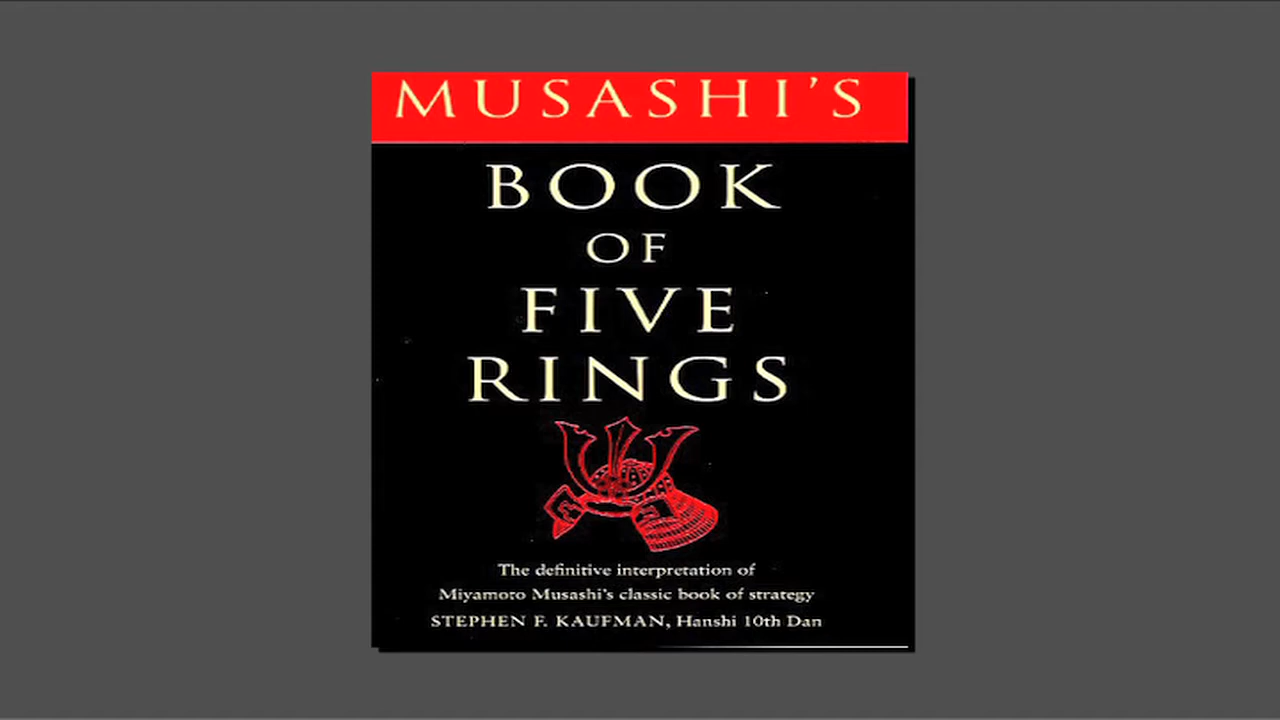 MUSASHI'S
BOOK
OF
FIVE
RINGS
The definitive interpretation of
Miyamoto Musashi's classic book of strategy
STEPHEN F. KAUFMAN, Hanshi 10th Dan